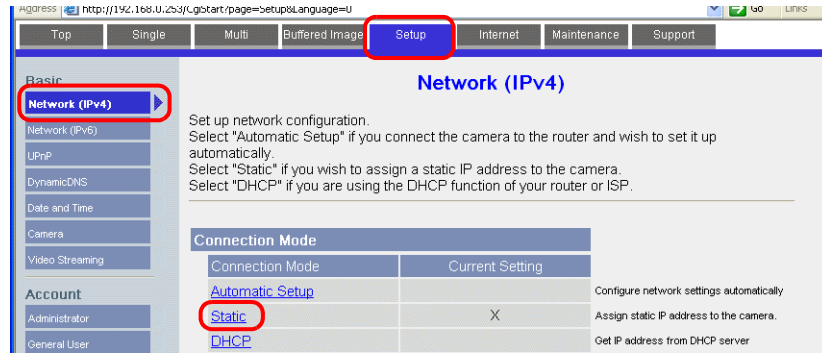 Address http://192.168.0.253/CgiStart?page=Setup&Language=0 Go Links
Top Single Multi Buffered Image Setup Internet Maintenance Support
Basic
Network (IPv4)
Network (IPv4)
Network (IPv6)
UPnP
DynamicDNS
Date and Time
Camera
Video Streaming
Account
Administrator
General User
Set up network configuration.
Select "Automatic Setup" if you connect the camera to the router and wish to set it up
automatically.
Select "Static" if you wish to assign a static IP address to the camera.
Select "DHCP" if you are using the DHCP function of your router or ISP.
Connection Mode
Connection Mode Current Setting
Automatic Setup Configure network settings automatically
Static X Assign static IP address to the camera.
DHCP Get IP address from DHCP server